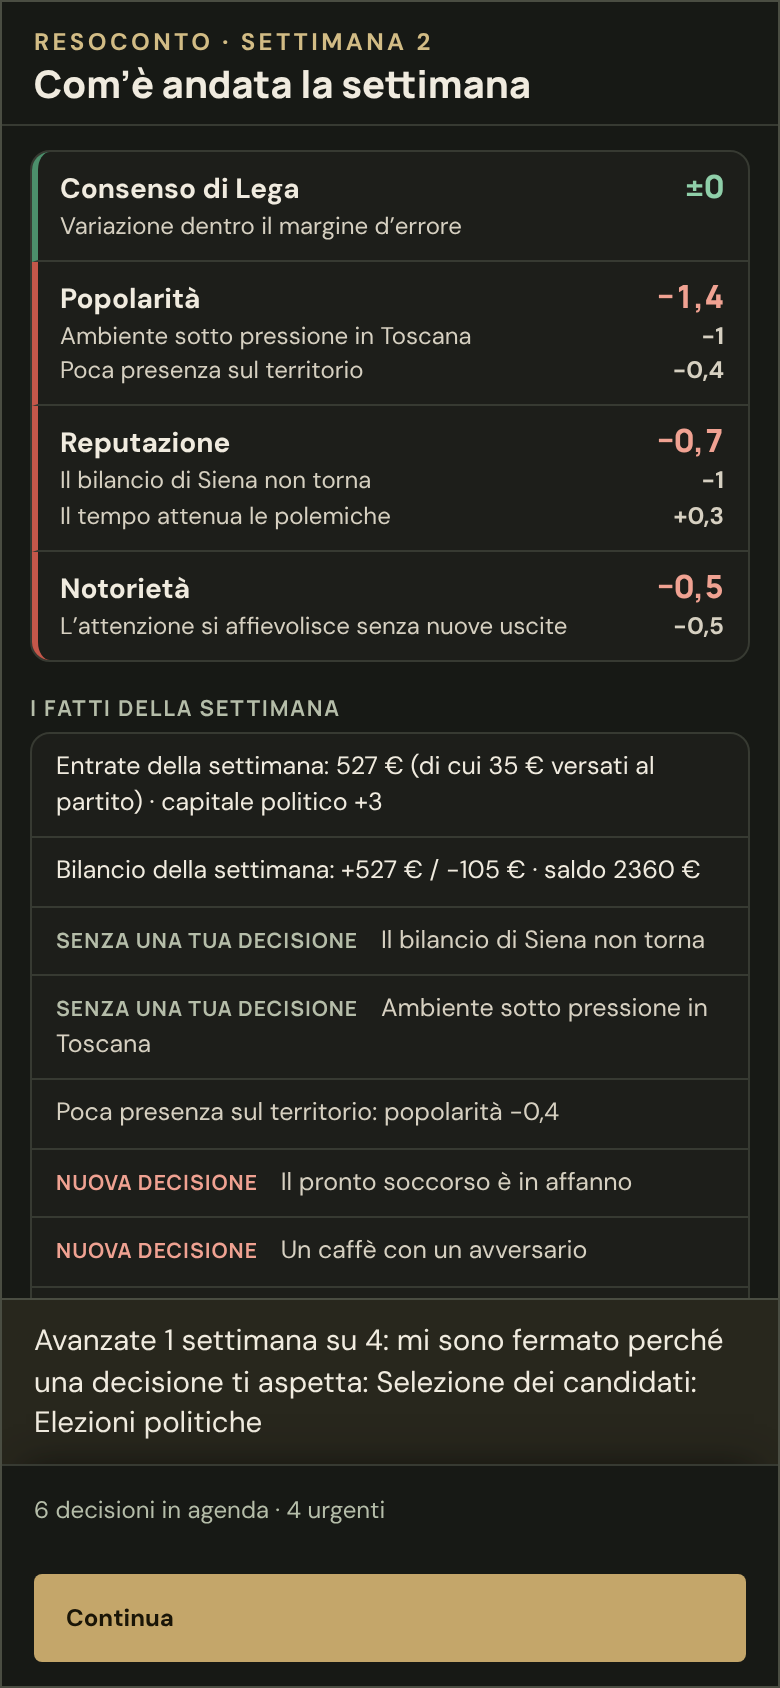 RESOCONTO · SETTIMANA 2
Com’è andata la settimana
Consenso di Lega ±0
Variazione dentro il margine d’errore
Popolarità −1,4
Ambiente sotto pressione in Toscana −1
Poca presenza sul territorio −0,4
Reputazione −0,7
Il bilancio di Siena non torna −1
Il tempo attenua le polemiche +0,3
Notorietà −0,5
L’attenzione si affievolisce senza nuove uscite −0,5
I FATTI DELLA SETTIMANA
Entrate della settimana: 527 € (di cui 35 € versati al
partito) · capitale politico +3
Bilancio della settimana: +527 € / -105 € · saldo 2360 €
SENZA UNA TUA DECISIONE Il bilancio di Siena non torna
SENZA UNA TUA DECISIONE Ambiente sotto pressione in
Toscana
Poca presenza sul territorio: popolarità −0,4
NUOVA DECISIONE Il pronto soccorso è in affanno
NUOVA DECISIONE Un caffè con un avversario
Avanzate 1 settimana su 4: mi sono fermato perché
una decisione ti aspetta: Selezione dei candidati:
Elezioni politiche
6 decisioni in agenda · 4 urgenti
Continua